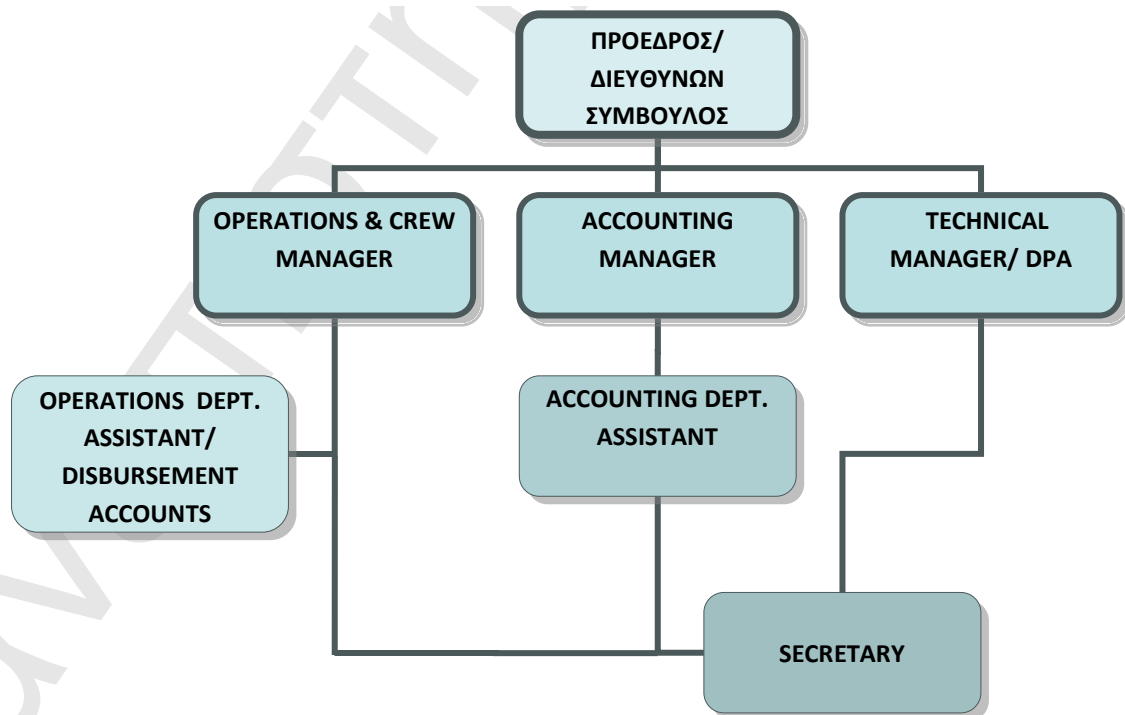 ΠΡΟΕΔΡΟΣ/
ΔΙΕΥΘΥΝΩΝ
ΣΥΜΒΟΥΛΟΣ
OPERATIONS & CREW
MANAGER
ACCOUNTING
MANAGER
TECHNICAL
MANAGER/ DPA
OPERATIONS DEPT.
ASSISTANT/
DISBURSEMENT
ACCOUNTS
ACCOUNTING DEPT.
ASSISTANT
SECRETARY